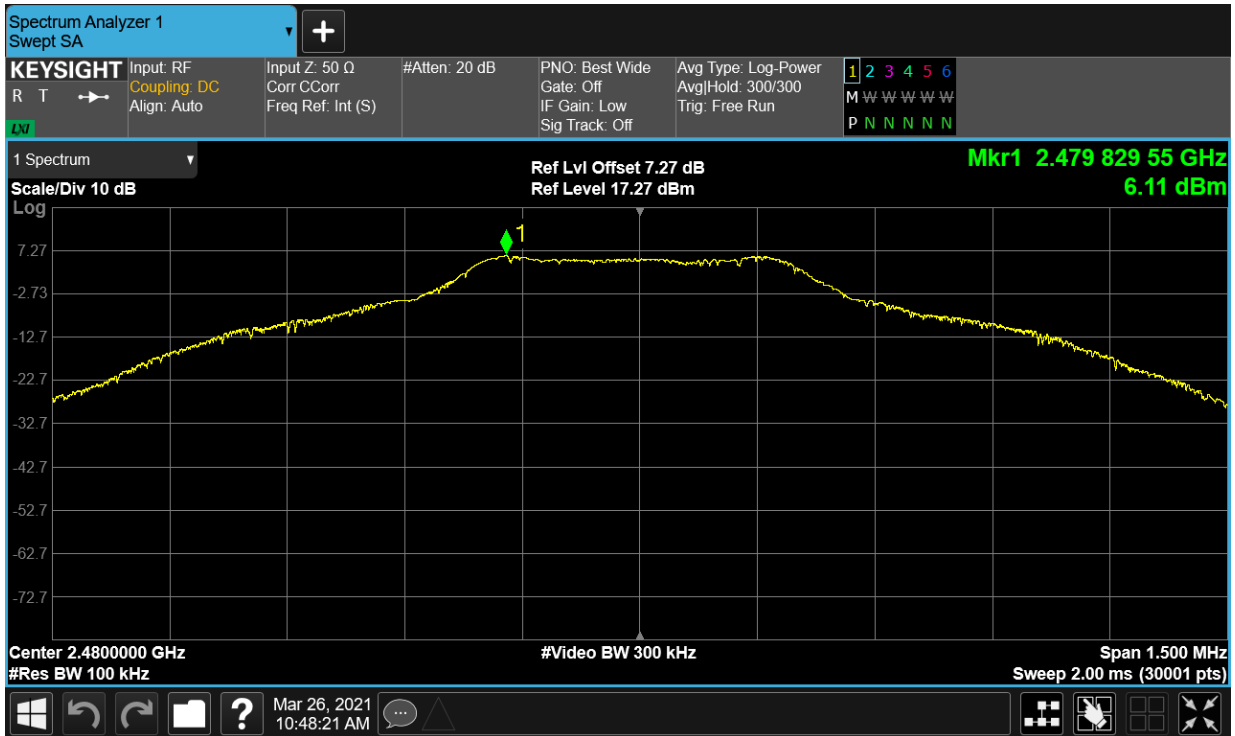 Spectrum Analyzer 1
Swept SA
KEYSIGHT
R T
LXI
Input: RF
Coupling: DC
Align: Auto
Input Z: 50 Ω
Corr CCorr
Freq Ref: Int (S)
#Atten: 20 dB
PNO: Best Wide
Gate: Off
IF Gain: Low
Sig Track: Off
Avg Type: Log-Power
Avg|Hold: 300/300
Trig: Free Run
1 2 3 4 5 6
M W W W W W
P N N N N N
1 Spectrum
Scale/Div 10 dB
Log
Ref Lvl Offset 7.27 dB
Ref Level 17.27 dBm
Mkr1 2.479 829 55 GHz
6.11 dBm
1
7.27
-2.73
-12.7
-22.7
-32.7
-42.7
-52.7
-62.7
-72.7
Center 2.4800000 GHz
#Res BW 100 kHz
#Video BW 300 kHz
Span 1.500 MHz
Sweep 2.00 ms (30001 pts)
?
Mar 26, 2021
10:48:21 AM